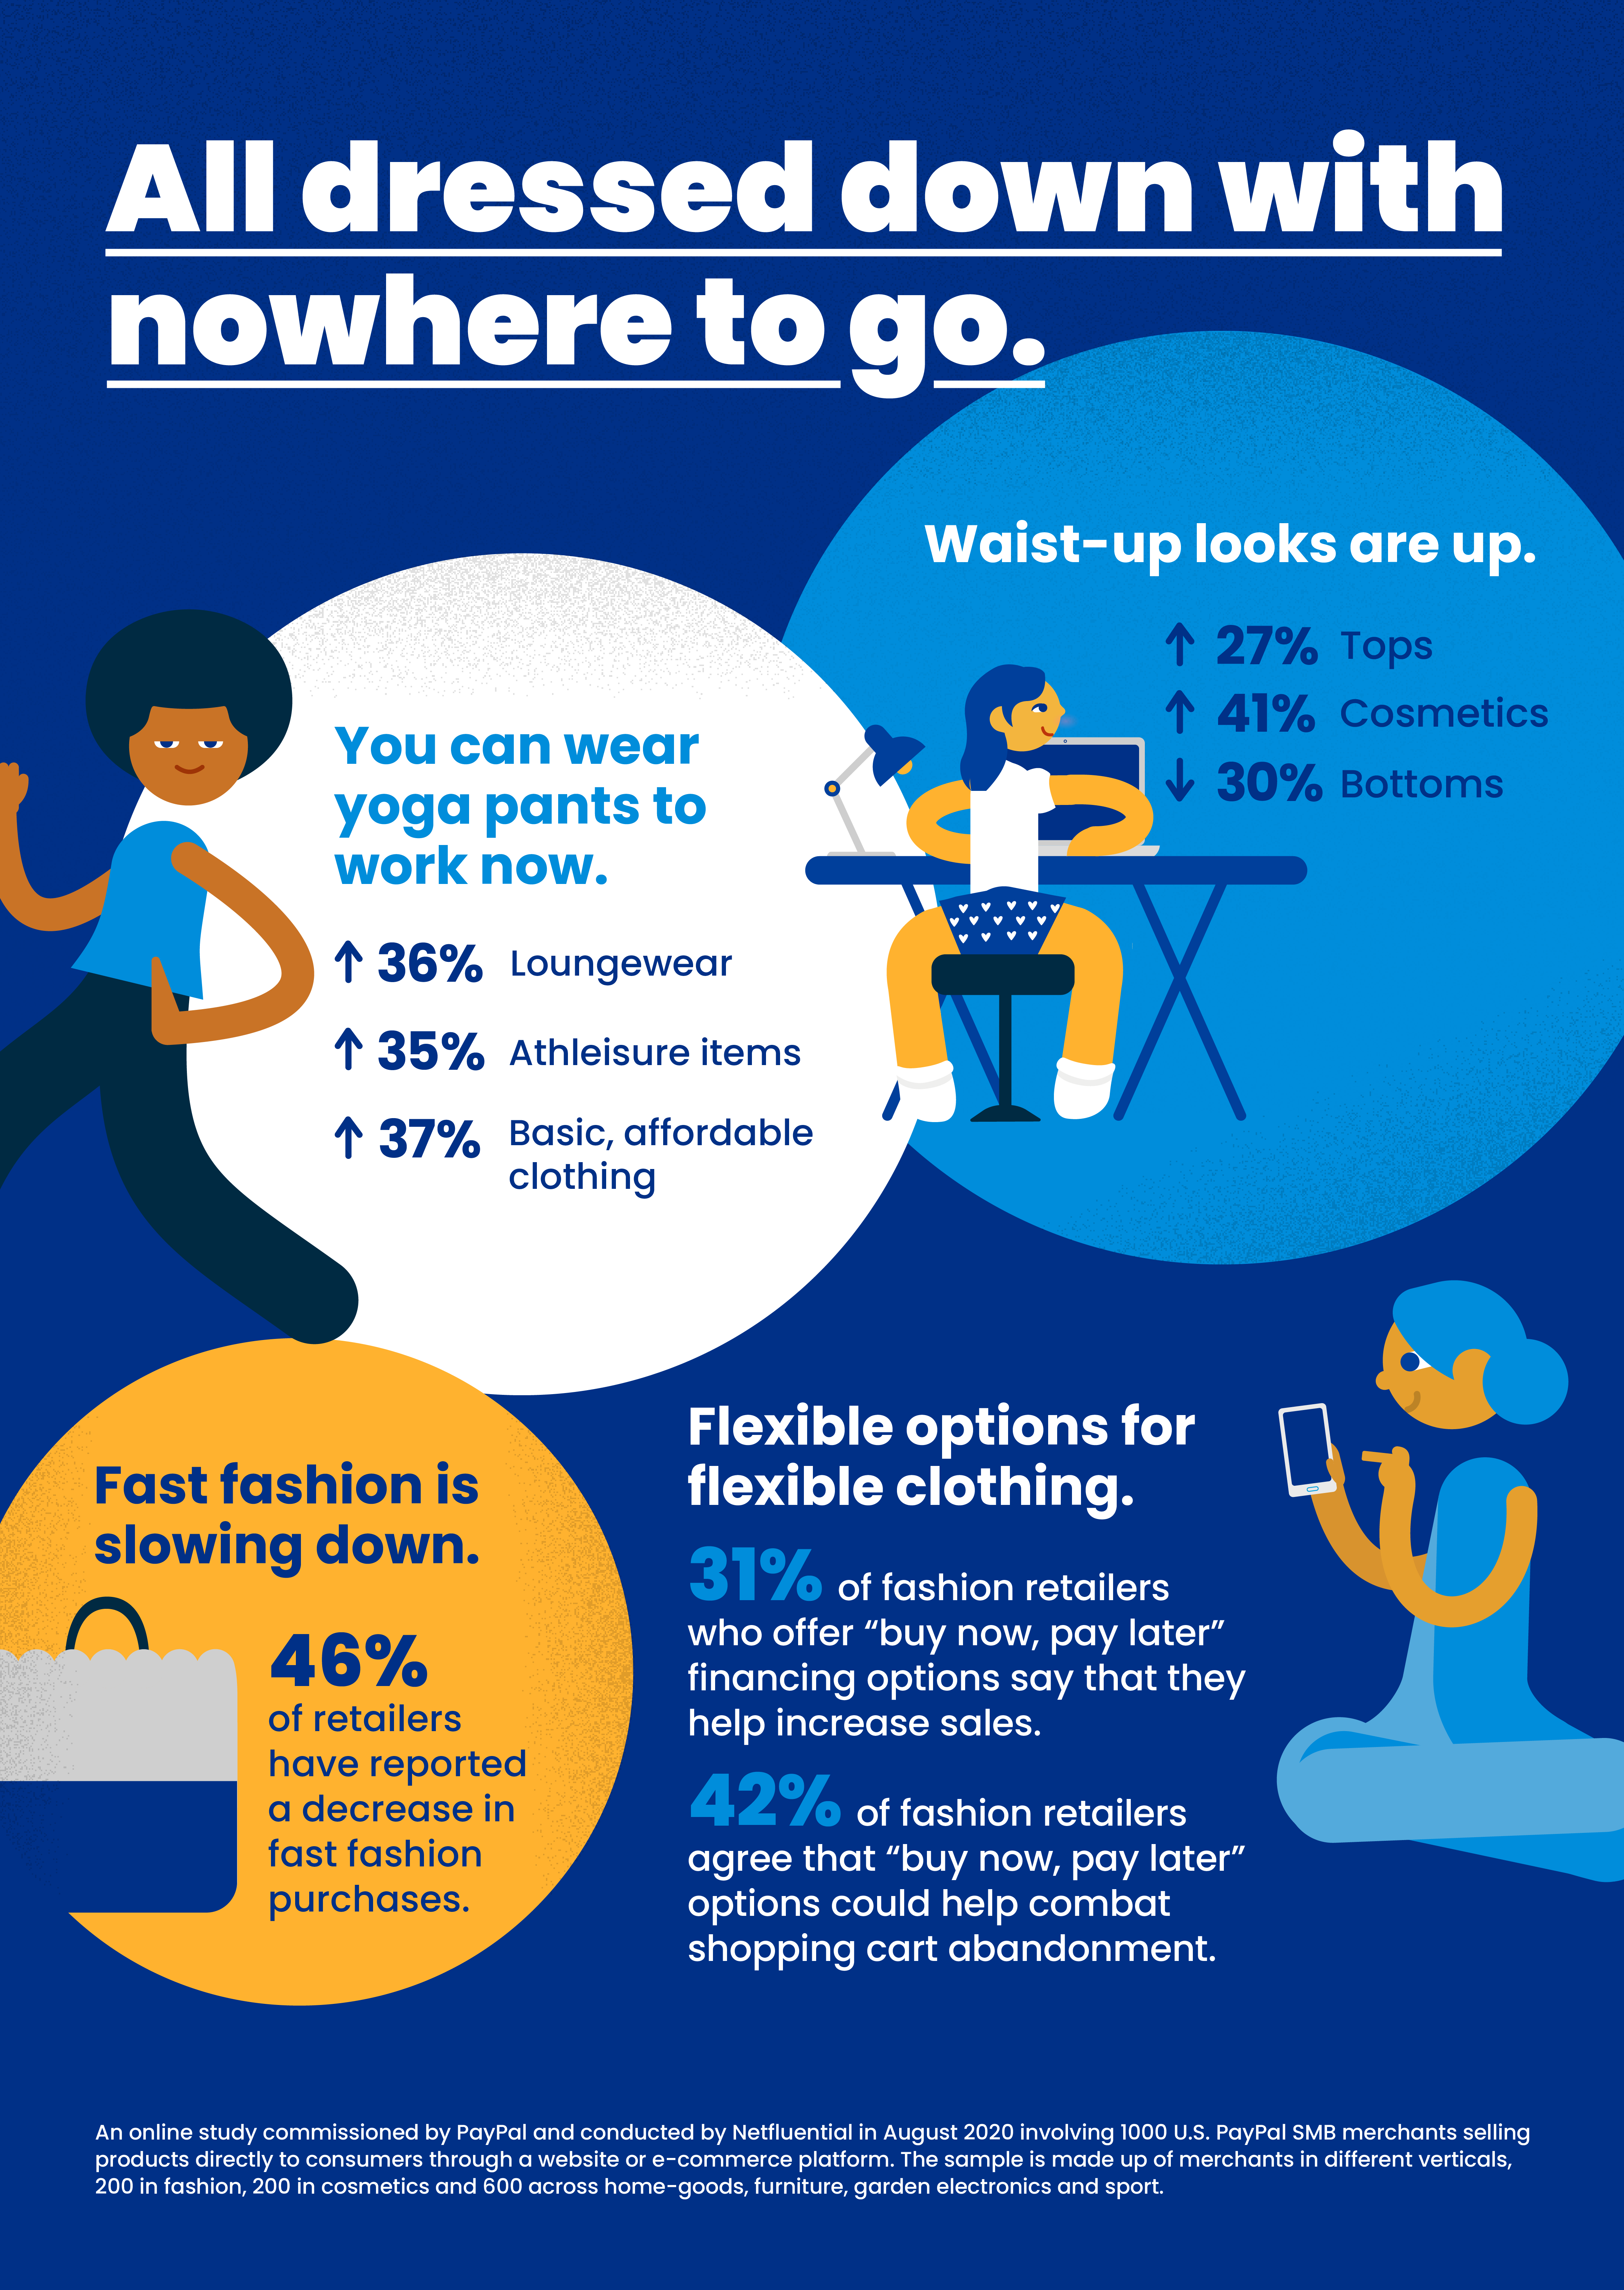 All dressed down with
nowhere to go.
Waist-up looks are up.
↑ 27% Tops
↑ 41% Cosmetics
↓ 30% Bottoms
You can wear
yoga pants to
work now.
↑ 36% Loungewear
↑ 35% Athleisure items
↑ 37% Basic, affordable
clothing
Fast fashion is
slowing down.
46%
of retailers
have reported
a decrease in
fast fashion
purchases.
Flexible options for
flexible clothing.
31% of fashion retailers
who offer “buy now, pay later”
financing options say that they
help increase sales.
42% of fashion retailers
agree that “buy now, pay later”
options could help combat
shopping cart abandonment.
An online study commissioned by PayPal and conducted by Netfluential in August 2020 involving 1000 U.S. PayPal SMB merchants selling
products directly to consumers through a website or e-commerce platform. The sample is made up of merchants in different verticals,
200 in fashion, 200 in cosmetics and 600 across home-goods, furniture, garden electronics and sport.